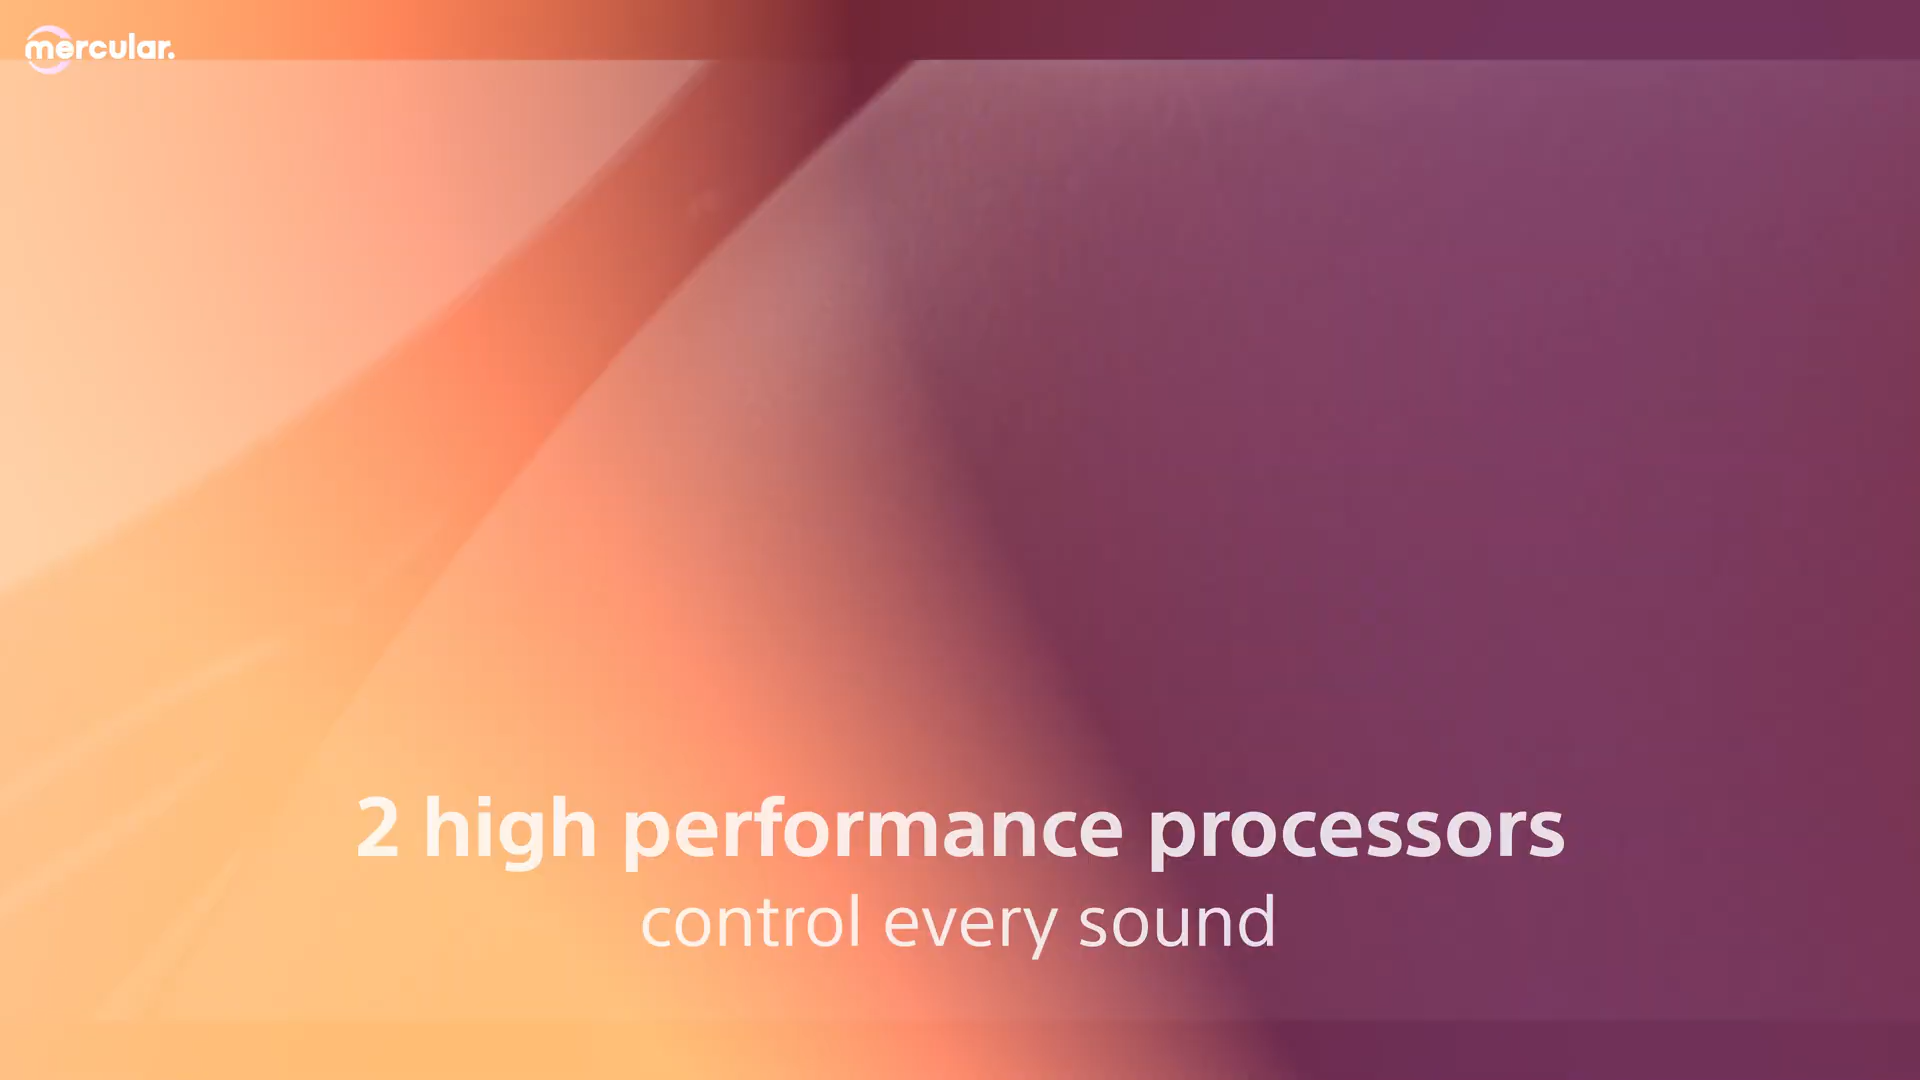 mercular.
2 high performance processors
control every sound